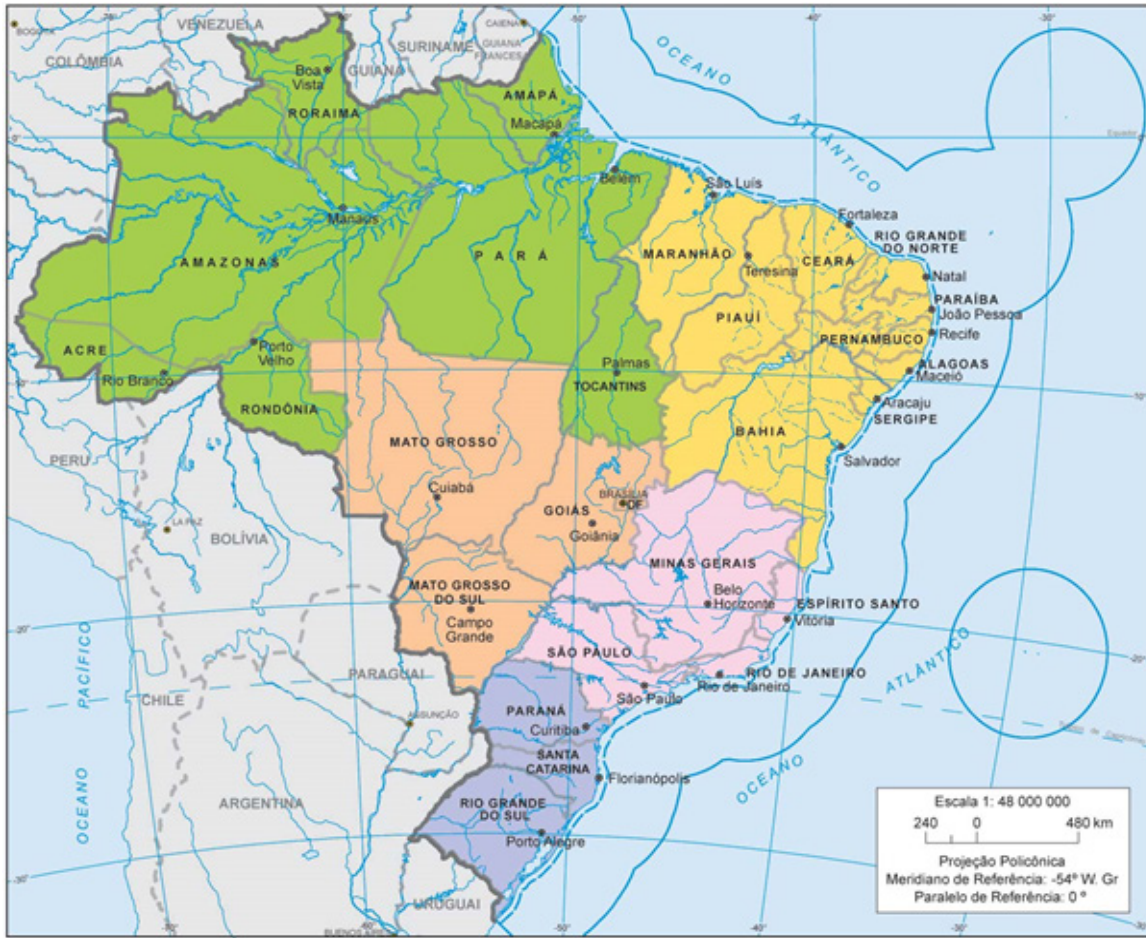 BOGOTÁ
VENEZUELA
COLÔMBIA
SURINAME
CAIENA
GUIANA
FRANCESA
GUIANA
Boa
Vista
RORAIMA
AMAPÁ
Macapá
OCEANO
ATLÂNTICO
Equador
0°
Belém
São Luís
Manaus
Fortaleza
RIO GRANDE
DO NORTE
AMAZONAS
PARÁ
MARANHÃO
Teresina
CEARÁ
Natal
PARAÍBA
João Pessoa
PIAUÍ
Recife
PERNAMBUCO
ACRE
Porto
Velho
Palmas
ALAGOAS
Maceió
Rio Branco
TOCANTINS
RONDÔNIA
Aracaju
SERGIPE
BAHIA
MATO GROSSO
Salvador
PERU
Cuiabá
BRASÍLIA
DF
GOIÁS
Goiânia
LA PAZ
BOLÍVIA
MINAS GERAIS
MATO GROSSO
DO SUL
Campo
Grande
Belo
Horizonte
ESPÍRITO SANTO
Vitória
SÃO PAULO
RIO DE JANEIRO
Rio de Janeiro
São Paulo
PARAGUAI
CHILE
ASSUNÇÃO
PARANÁ
Curitiba
SANTA
CATARINA
Florianópolis
OCEANO
ATLÂNTICO
OCEANO
PACÍFICO
ARGENTINA
RIO GRANDE
DO SUL
Porto Alegre
URUGUAI
BUENOS AIRES
-30
-40
-50
Escala 1: 48 000 000
240 0 480 km
Projeção Policônica
Meridiano de Referência: -54º W. Gr
Paralelo de Referência: 0 º